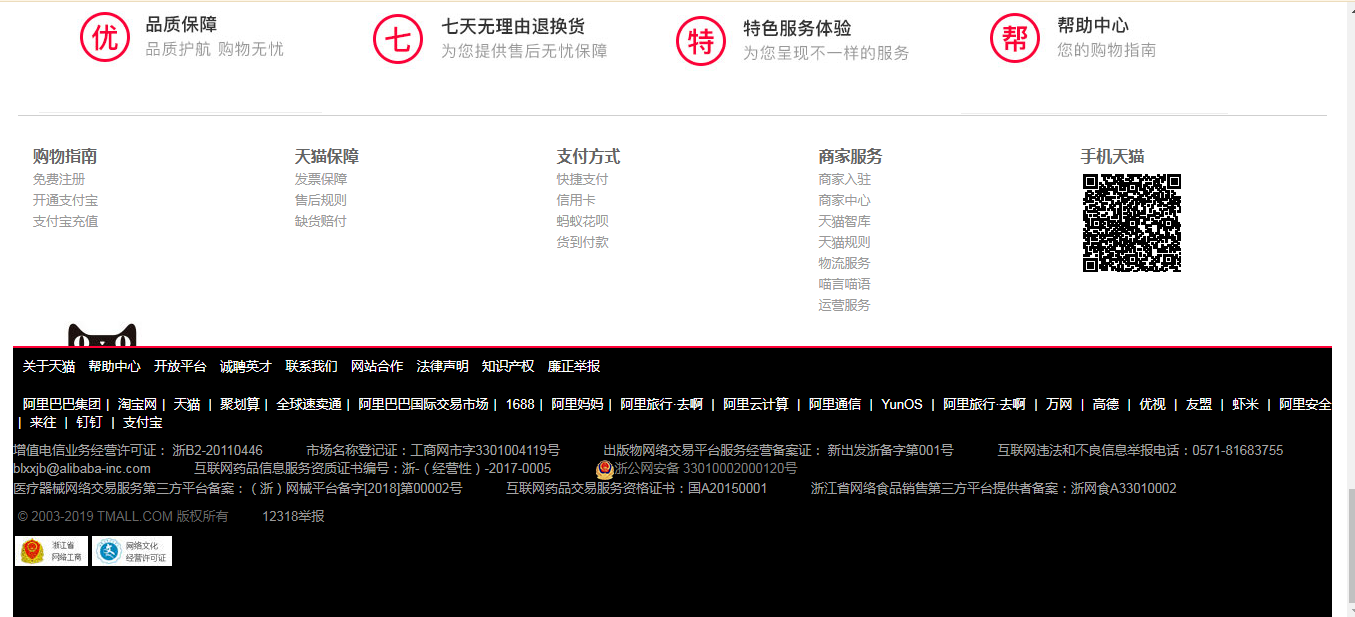 优 品质保障
品质护航 购物无忧
七 七天无理由退换货
为您提供售后无忧保障
特 特色服务体验
为您呈现不一样的服务
帮 帮助中心
您的购物指南
购物指南
免费注册
开通支付宝
支付宝充值
天猫保障
发票保障
售后规则
缺货赔付
支付方式
快捷支付
信用卡
蚂蚁花呗
货到付款
商家服务
商家入驻
商家中心
天猫智库
天猫规则
物流服务
喵言喵语
运营服务
手机天猫
关于天猫 帮助中心 开放平台 诚聘英才 联系我们 网站合作 法律声明 知识产权 廉正举报
阿里巴巴集团 | 淘宝网 | 天猫 | 聚划算 | 全球速卖通 | 阿里巴巴国际交易市场 | 1688 | 阿里妈妈 | 阿里旅行·去啊 | 阿里云计算 | 阿里通信 | YunOS | 阿里旅行·去啊 | 万网 | 高德 | 优视 | 友盟 | 虾米 | 阿里安全
| 来往 | 钉钉 | 支付宝
增值电信业务经营许可证： 浙B2-20110446 市场名称登记证：工商网市字3301004119号 出版物网络交易平台服务经营备案证： 新出发浙备字第001号 互联网违法和不良信息举报电话：0571-81683755
blxxjb@alibaba-inc.com 互联网药品信息服务资质证书编号：浙-（经营性）-2017-0005 浙公网安备 33010002000120号
医疗器械网络交易服务第三方平台备案：（浙）网械平台备字[2018]第00002号 互联网药品交易服务资格证书：国A20150001 浙江省网络食品销售第三方平台提供者备案：浙网食A33010002
© 2003-2019 TMALL.COM 版权所有 12318举报
浙江省
网络工商
网络文化
经营许可证